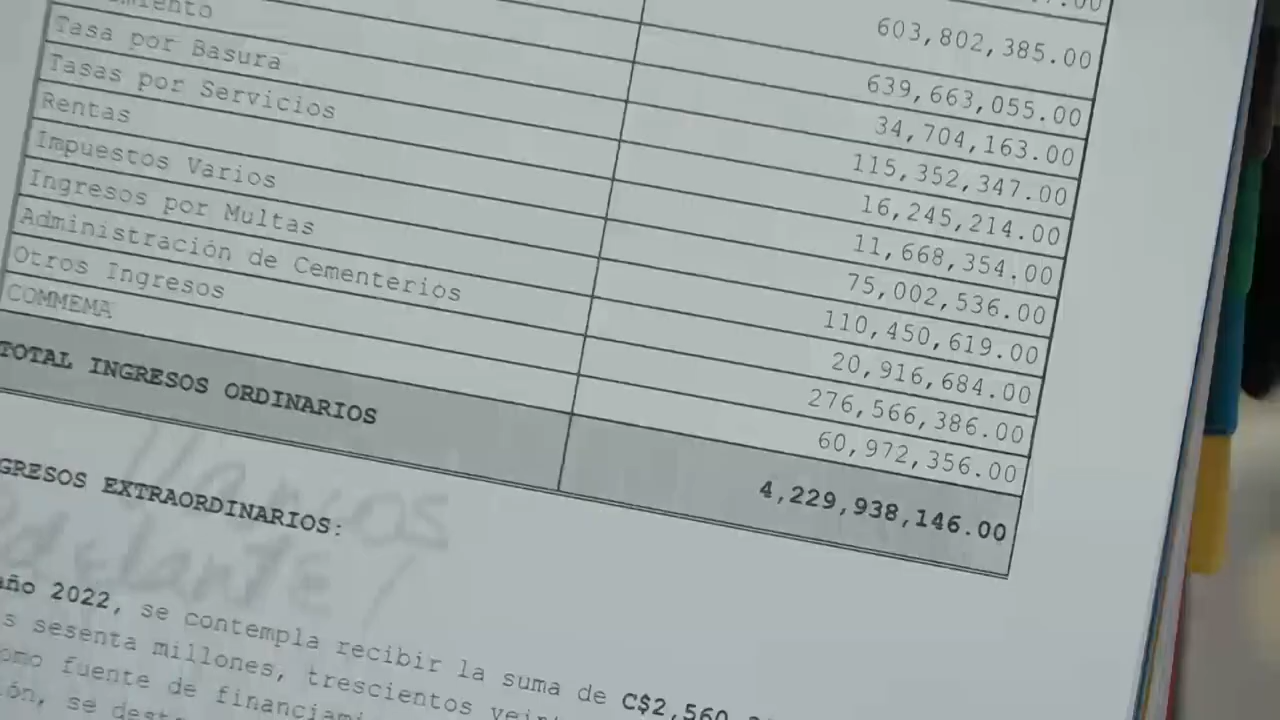 603,802,385.00
639,663,055.00
34,704,163.00
Tasa por Basura 115,352,347.00
Tasas por Servicios 16,245,214.00
Rentas 11,668,354.00
Impuestos Varios 75,002,536.00
Ingresos por Multas 110,450,619.00
Administración de Cementerios 20,916,684.00
Otros Ingresos 276,566,386.00
COMMEMA 60,972,356.00
TOTAL INGRESOS ORDINARIOS 4,229,938,146.00
GRESOS EXTRAORDINARIOS:
año 2022, se contempla recibir la suma de C$2,560
s sesenta millones, trescientos
omo fuente de
ón, se